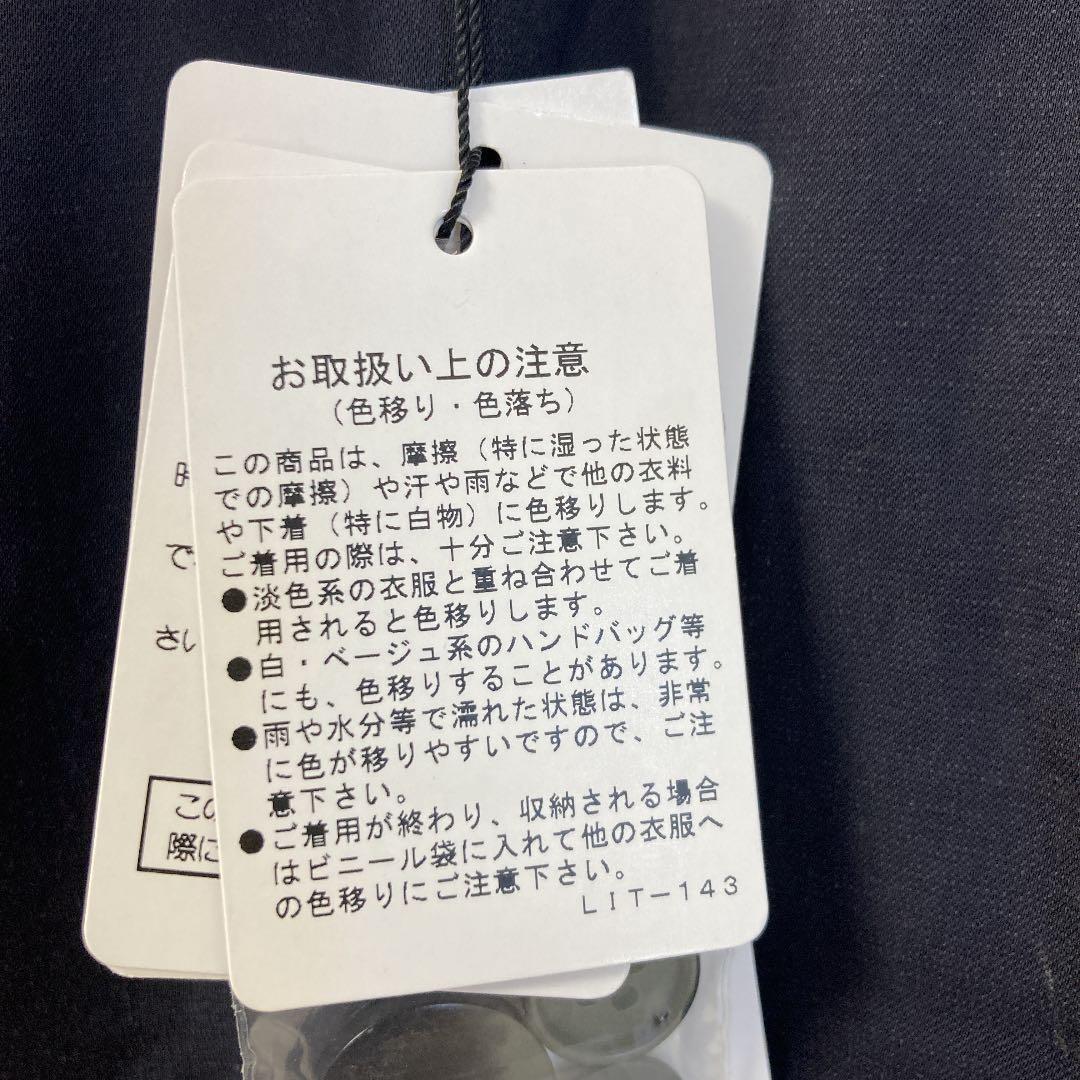 お取扱い上の注意
（色移り・色落ち）
この商品は、摩擦（特に湿った状態
での摩擦）や汗や雨などで他の衣料
や下着（特に白物）に色移りします。
ご着用の際は、十分ご注意下さい。
●淡色系の衣服と重ね合わせてご着
用されると色移りします。
●白・ベージュ系のハンドバッグ等
にも、色移りすることがあります。
●雨や水分等で濡れた状態は、非常
に色が移りやすいですので、ご注
意下さい。
●ご着用が終わり、収納される場合
はビニール袋に入れて他の衣服へ
の色移りにご注意下さい。
LIT-143
で
さい
この
際に